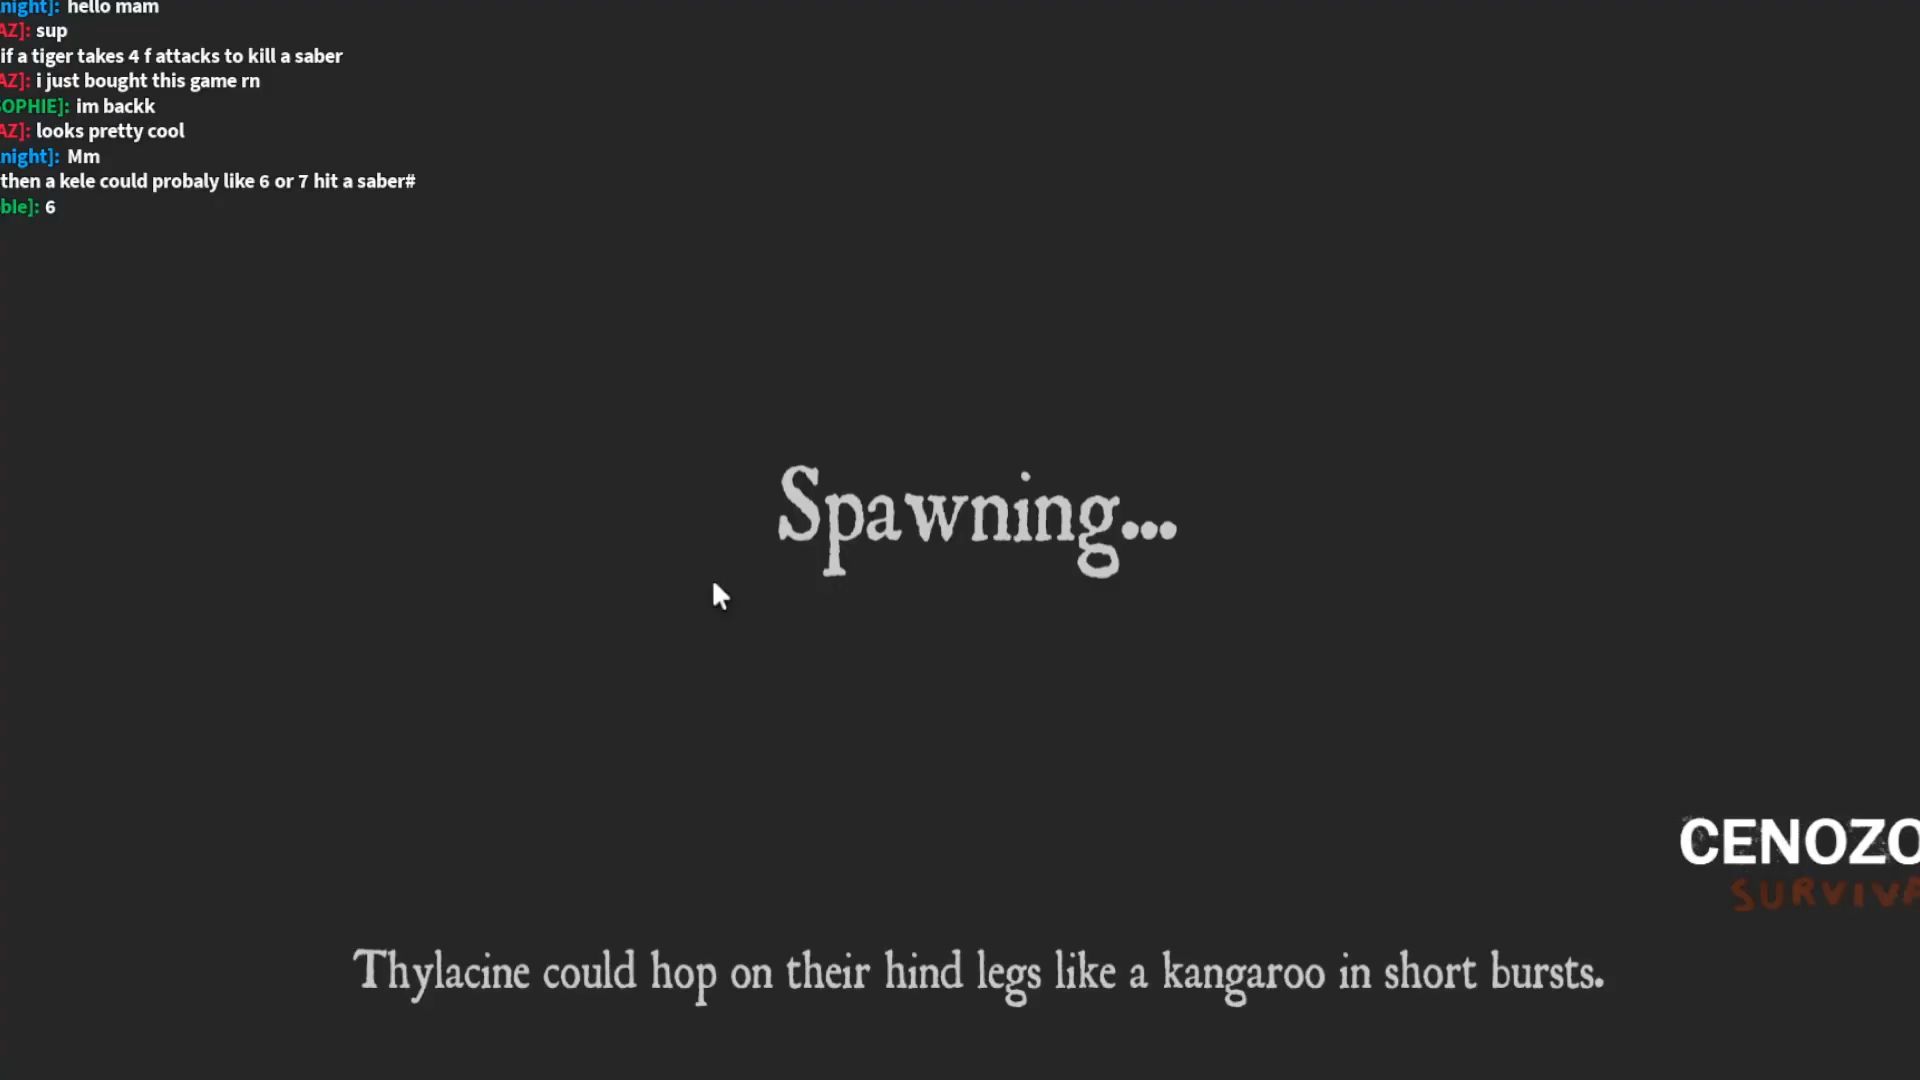 night]: hello mam
AZ]: sup
if a tiger takes 4 f attacks to kill a saber
AZ]: i just bought this game rn
SOPHIE]: im backk
AZ]: looks pretty cool
night]: Mm
then a kele could probaly like 6 or 7 hit a saber#
ble]: 6
Spawning...
CENOZO
SURVIVA
Thylacine could hop on their hind legs like a kangaroo in short bursts.